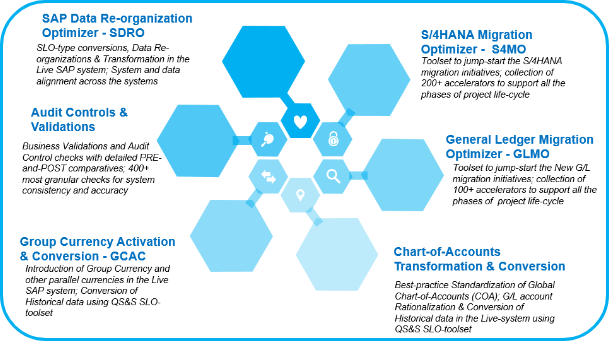 SAP Data Re-organization
Optimizer - SDRO
SLO-type conversions, Data Re-
organizations & Transformation in the
Live SAP system; System and data
alignment across the systems
S/4HANA Migration
Optimizer - S4MO
Toolset to jump-start the S/4HANA
migration initiatives; collection of
200+ accelerators to support all the
phases of project life-cycle
Audit Controls &
Validations
Business Validations and Audit
Control checks with detailed PRE-
and-POST comparatives; 400+
most granular checks for system
consistency and accuracy
General Ledger Migration
Optimizer - GLMO
Toolset to jump-start the New G/L
migration initiatives; collection of
100+ accelerators to support all the
phases of project life-cycle
Group Currency Activation
& Conversion - GCAC
Introduction of Group Currency and
other parallel currencies in the Live
SAP system; Conversion of
Historical data using QS&S SLO-
toolset
Chart-of-Accounts
Transformation & Conversion
Best-practice Standardization of Global
Chart-of-Accounts (COA); G/L account
Rationalization & Conversion of
Historical data in the Live-system using
QS&S SLO-toolset